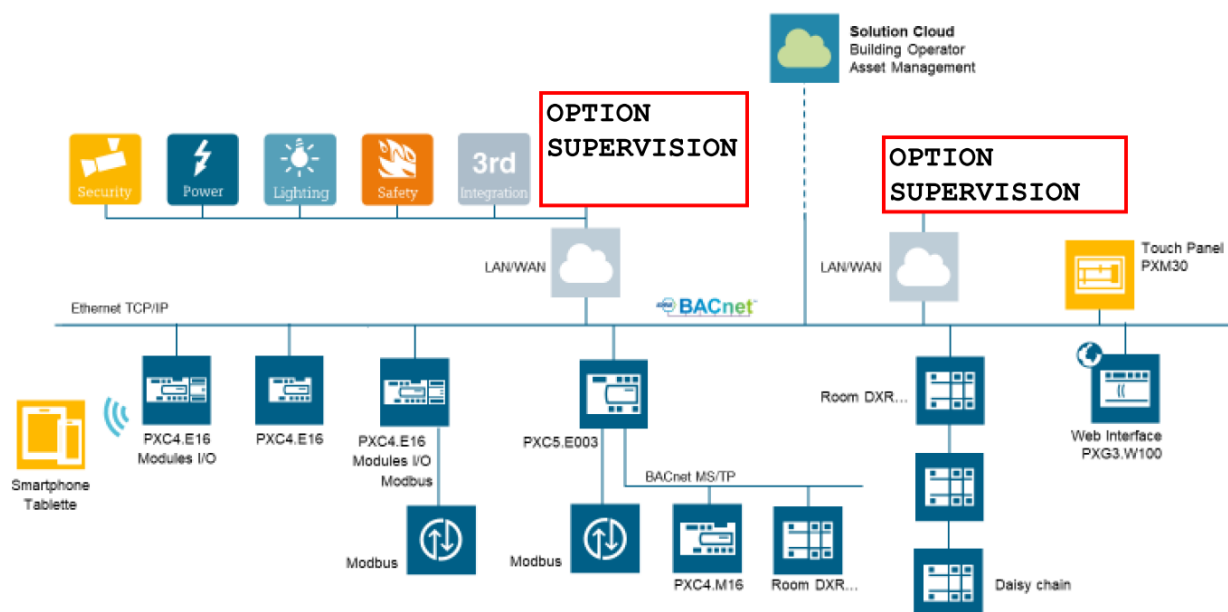 Solution Cloud
Building Operator
Asset Management
OPTION
SUPERVISION
OPTION
SUPERVISION
Security
Power
Lighting
Safety
3rd
Integration
LAN/WAN
LAN/WAN
Touch Panel
PXM30
Ethernet TCP/IP
BACnet™
Room DXR...
PXC4.E16
Modules I/O
PXC4.E16
PXC4.E16
Modules I/O
Modbus
PXC5.E003
Web Interface
PXG3.W100
Smartphone
Tablette
BACnet MS/TP
Modbus
Modbus
PXC4.M16
Room DXR...
Daisy chain